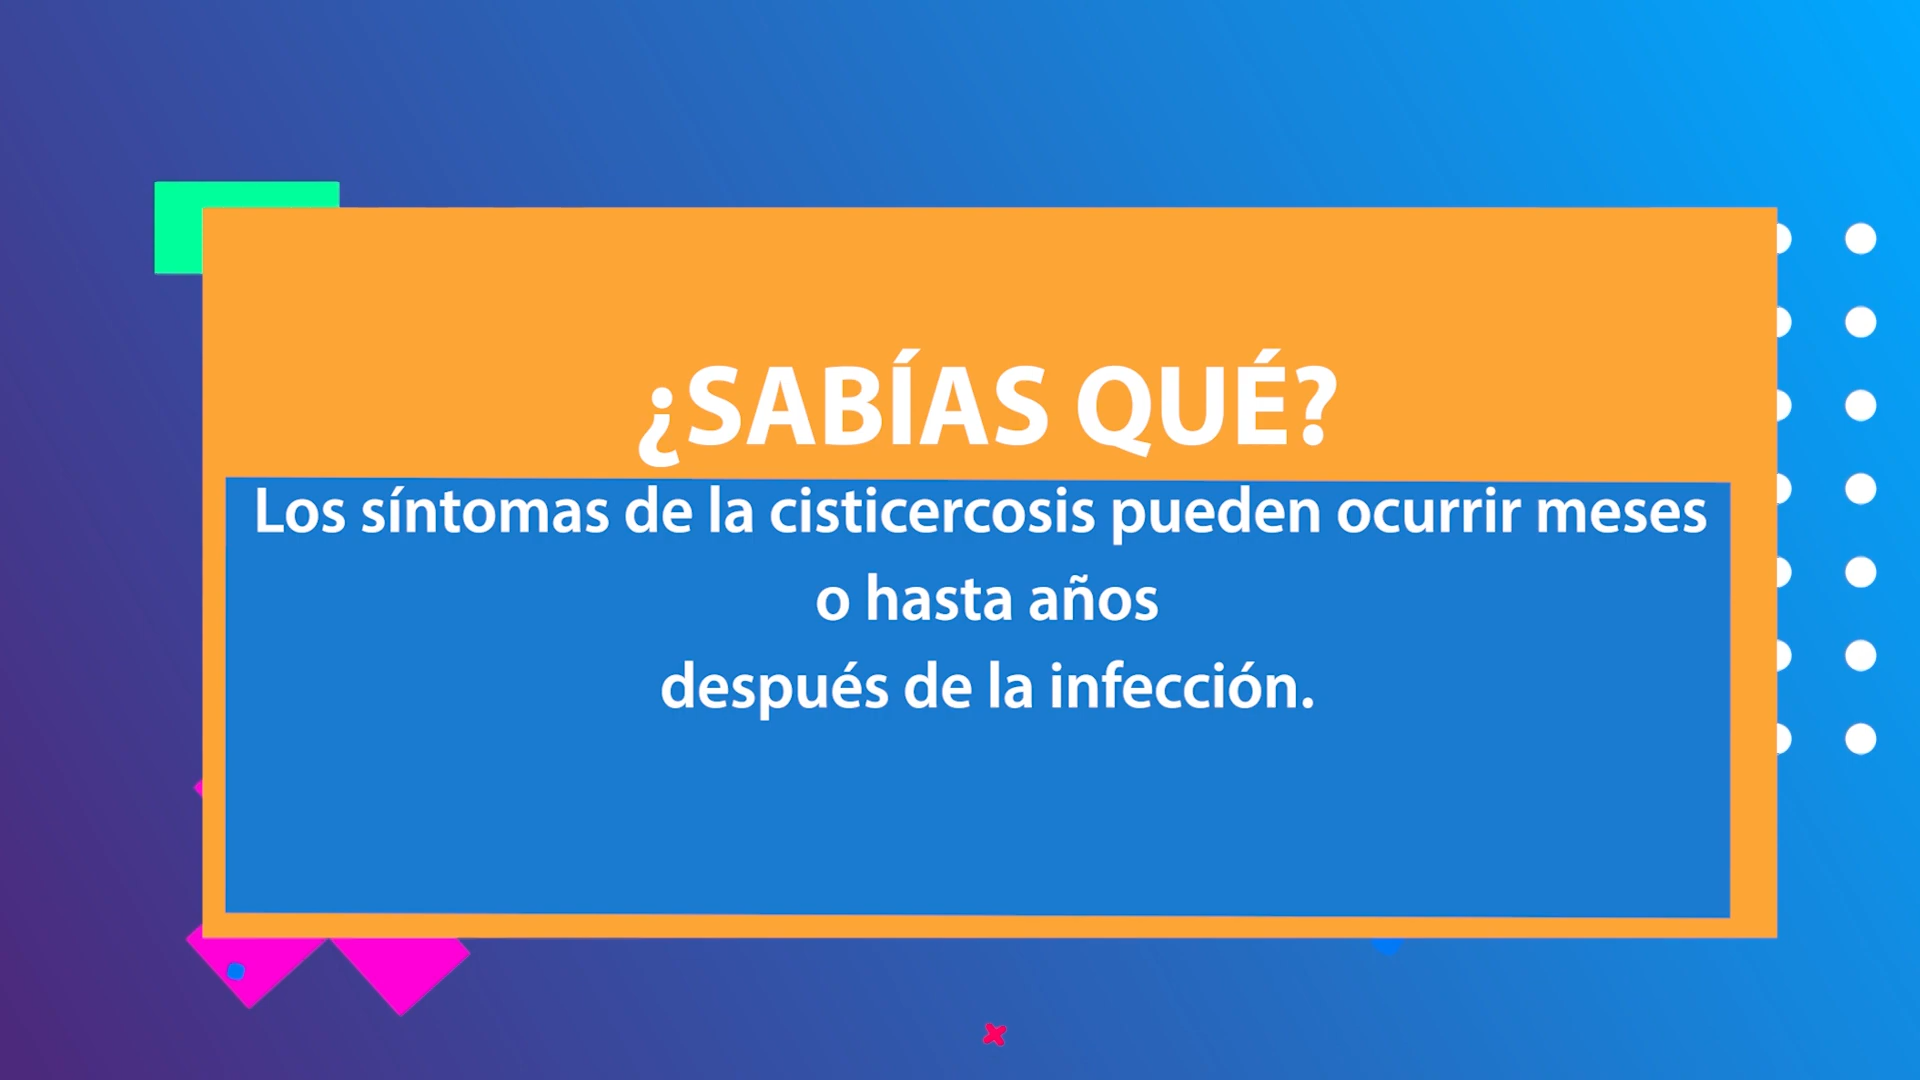 ¿SABÍAS QUÉ?
Los síntomas de la cisticercosis pueden ocurrir meses
o hasta años
después de la infección.